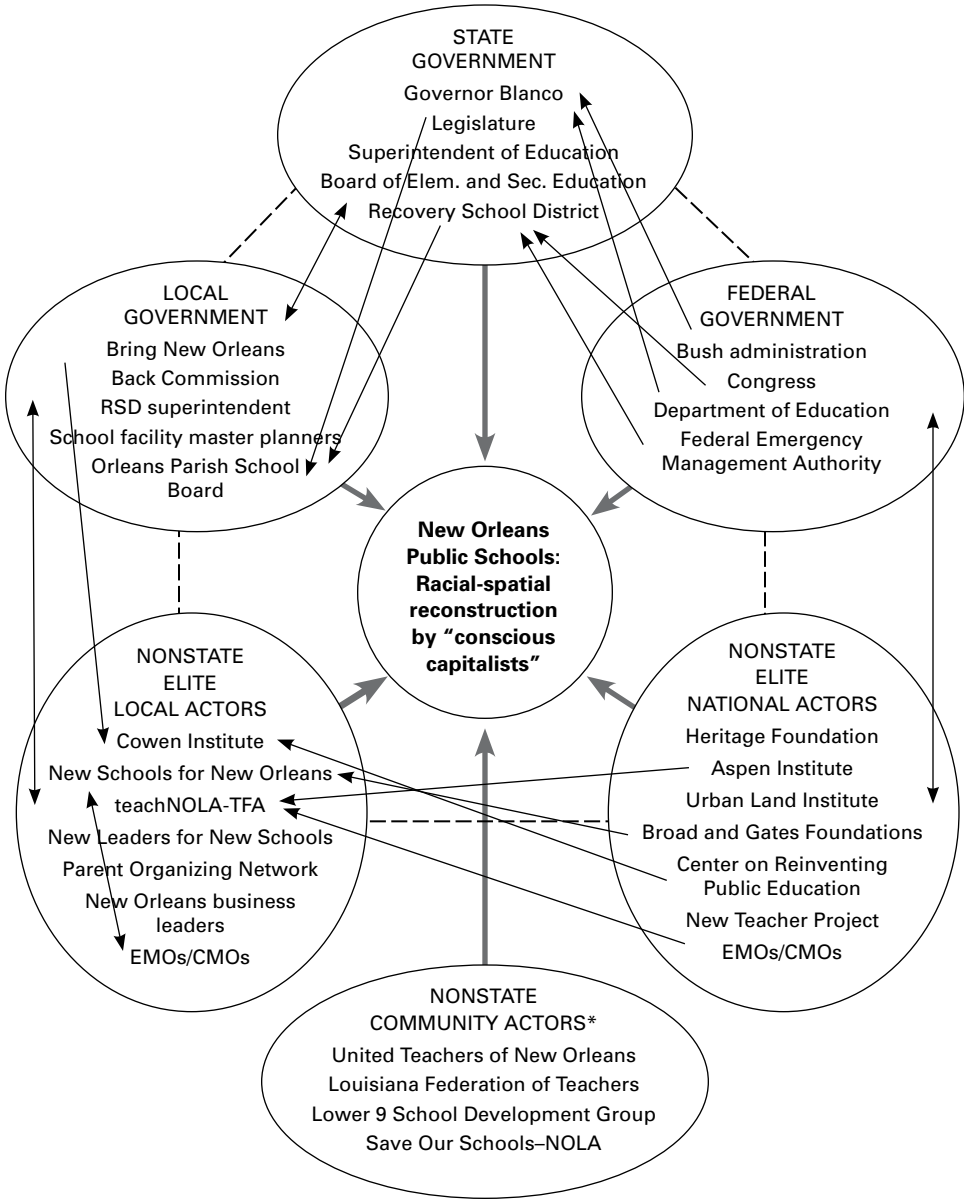 STATE
GOVERNMENT
Governor Blanco
Legislature
Superintendent of Education
Board of Elem. and Sec. Education
Recovery School District
LOCAL
GOVERNMENT
Bring New Orleans
Back Commission
RSD superintendent
School facility master planners
Orleans Parish School
Board
FEDERAL
GOVERNMENT
Bush administration
Congress
Department of Education
Federal Emergency
Management Authority
New Orleans
Public Schools:
Racial-spatial
reconstruction
by “conscious
capitalists”
NONSTATE
ELITE
LOCAL ACTORS
Cowen Institute
New Schools for New Orleans
teachNOLA-TFA
New Leaders for New Schools
Parent Organizing Network
New Orleans business
leaders
EMOs/CMOs
NONSTATE
ELITE
NATIONAL ACTORS
Heritage Foundation
Aspen Institute
Urban Land Institute
Broad and Gates Foundations
Center on Reinventing
Public Education
New Teacher Project
EMOs/CMOs
NONSTATE
COMMUNITY ACTORS*
United Teachers of New Orleans
Louisiana Federation of Teachers
Lower 9 School Development Group
Save Our Schools–NOLA